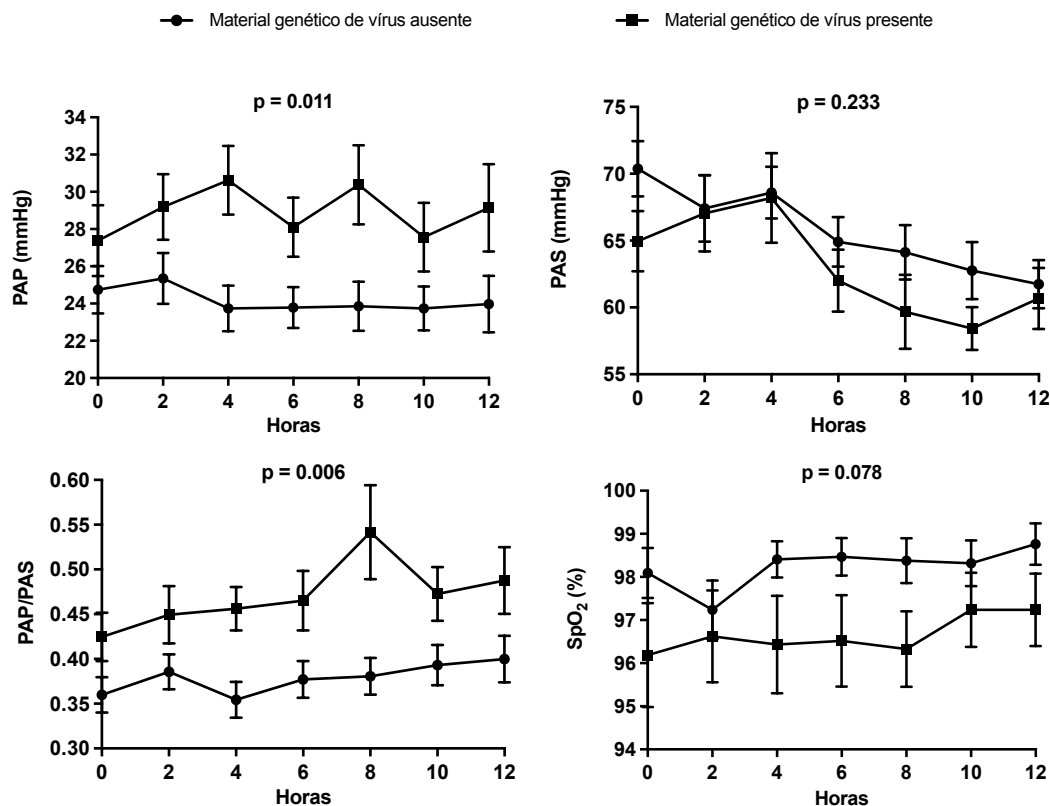 Material genético de vírus ausente
Material genético de vírus presente
p = 0.011
PAP (mmHg)
34
32
30
28
26
24
22
20
0 2 4 6 8 10 12
Horas
p = 0.233
PAS (mmHg)
75
70
65
60
55
0 2 4 6 8 10 12
Horas
p = 0.006
PAP/PAS
0.60
0.55
0.50
0.45
0.40
0.35
0.30
0 2 4 6 8 10 12
Horas
p = 0.078
SpO₂ (%)
100
99
98
97
96
95
94
0 2 4 6 8 10 12
Horas